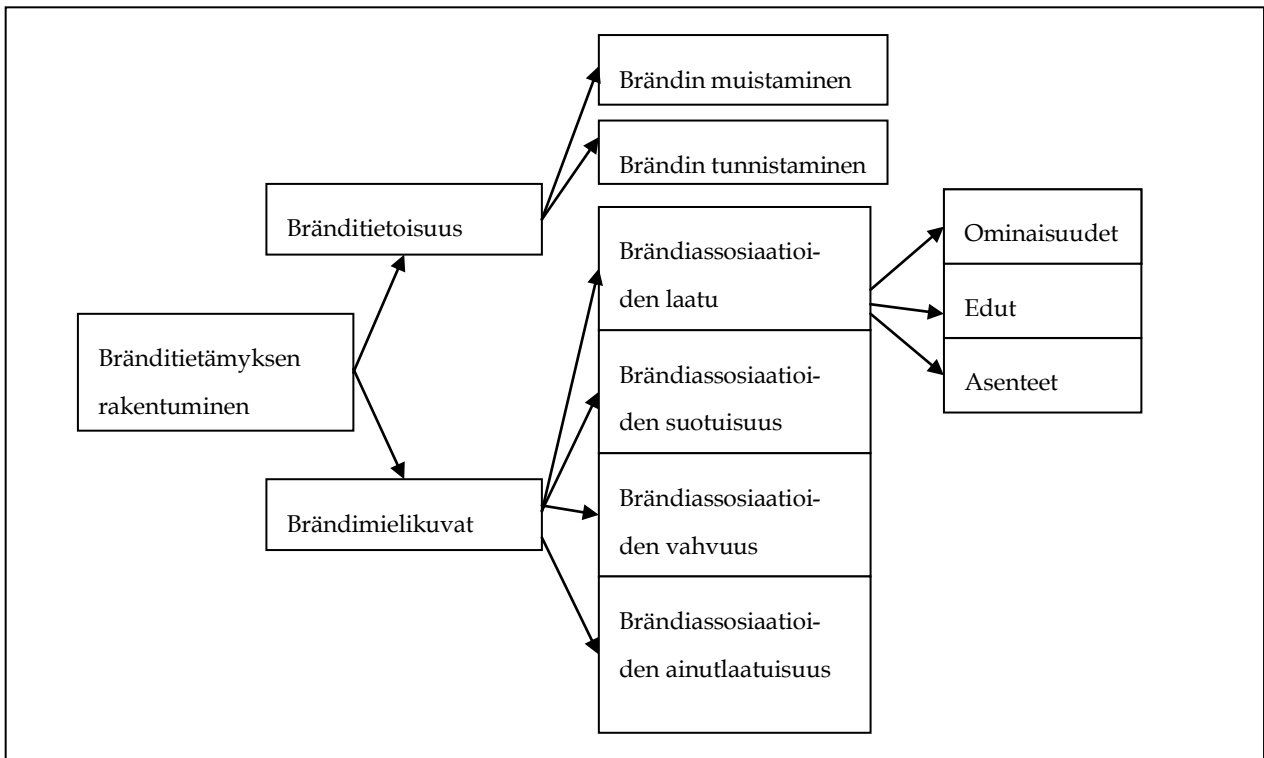 Brändin muistaminen
Brändin tunnistaminen
Bränditietoisuus
Brändiassosiaatioi-
den laatu
Ominaisuudet
Edut
Asenteet
Bränditietämyksen
rakentuminen
Brändiassosiaatioi-
den suotuisuus
Brändimielikuvat
Brändiassosiaatioi-
den vahvuus
Brändiassosiaatioi-
den ainutlaatuisuus